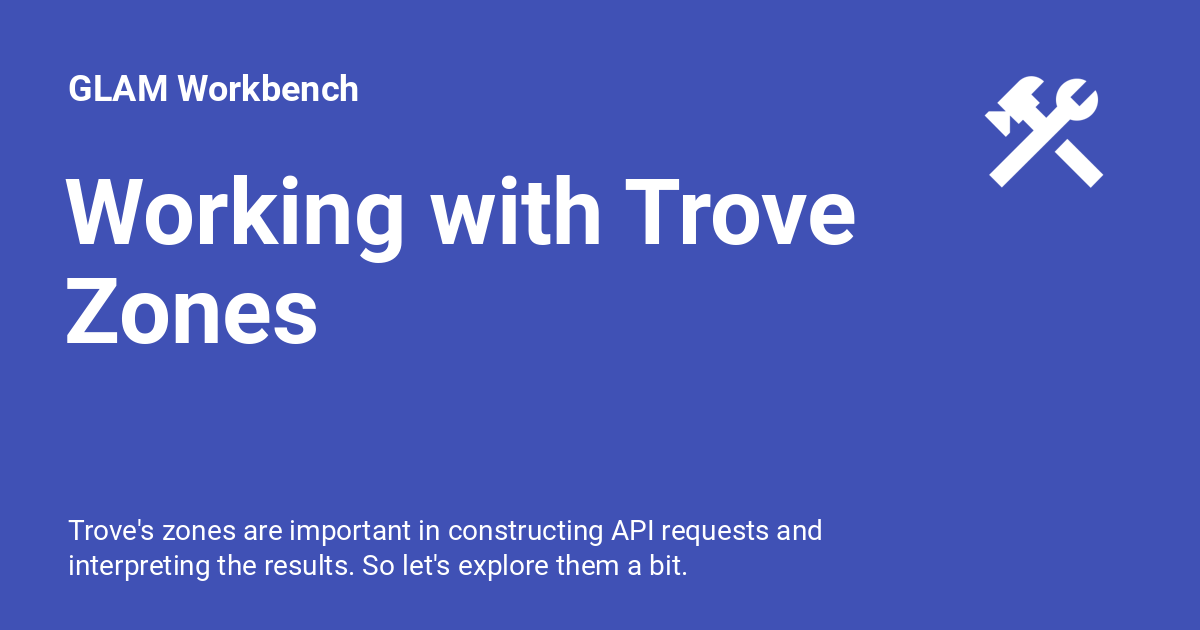 GLAM Workbench
Working with Trove
Zones
Trove's zones are important in constructing API requests and
interpreting the results. So let's explore them a bit.